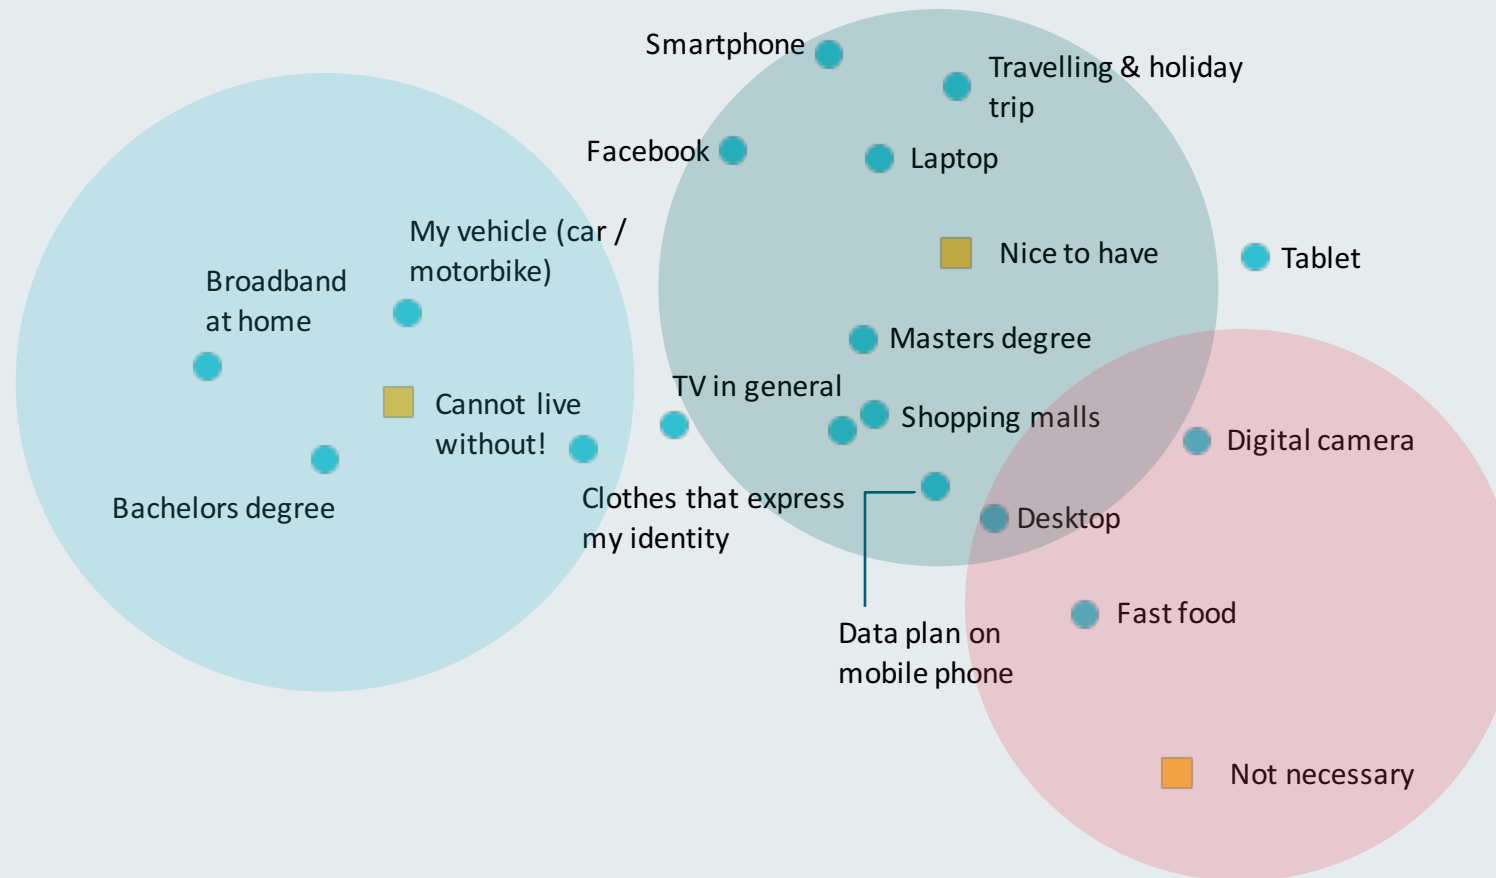 Smartphone
Travelling & holiday
trip
Facebook
Laptop
My vehicle (car /
motorbike)
Nice to have
Tablet
Broadband
at home
Masters degree
TV in general
Cannot live
without!
Shopping malls
Digital camera
Bachelors degree
Clothes that express
my identity
Desktop
Fast food
Data plan on
mobile phone
Not necessary